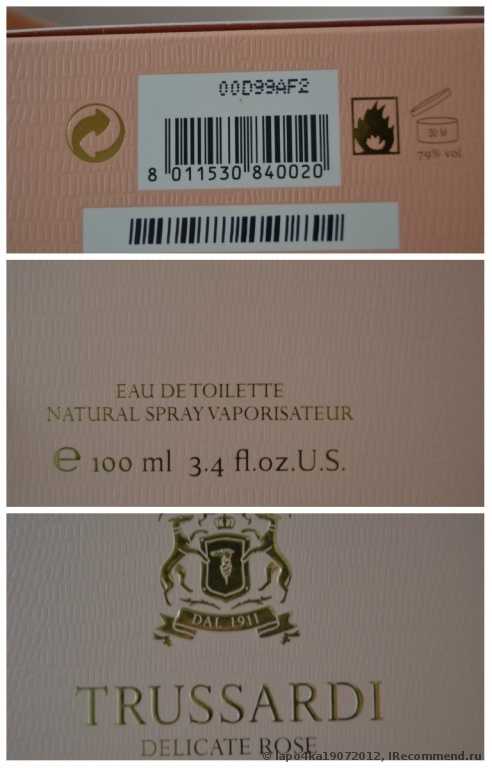 00D99AF2
8 011530 840020
30 M
79% vol
EAU DE TOILETTE
NATURAL SPRAY VAPORISATEUR
e 100 ml 3.4 fl.oz.U.S.
DAL 1911
TRUSSARDI
DELICATE ROSE
© lapo4ka19072012, IRecommend.ru